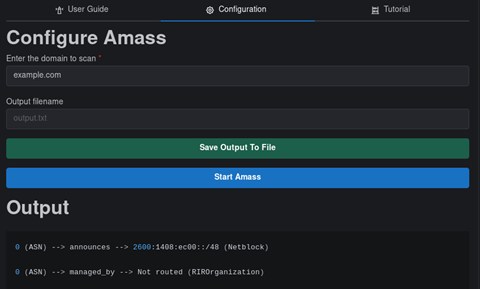 User Guide
Configuration
Tutorial
Configure Amass
Enter the domain to scan *
example.com
Output filename
output.txt
Save Output To File
Start Amass
Output
0 (ASN) --> announces --> 2600:1408:ec00::/48 (Netblock)
0 (ASN) --> managed_by --> Not routed (RIROrganization)